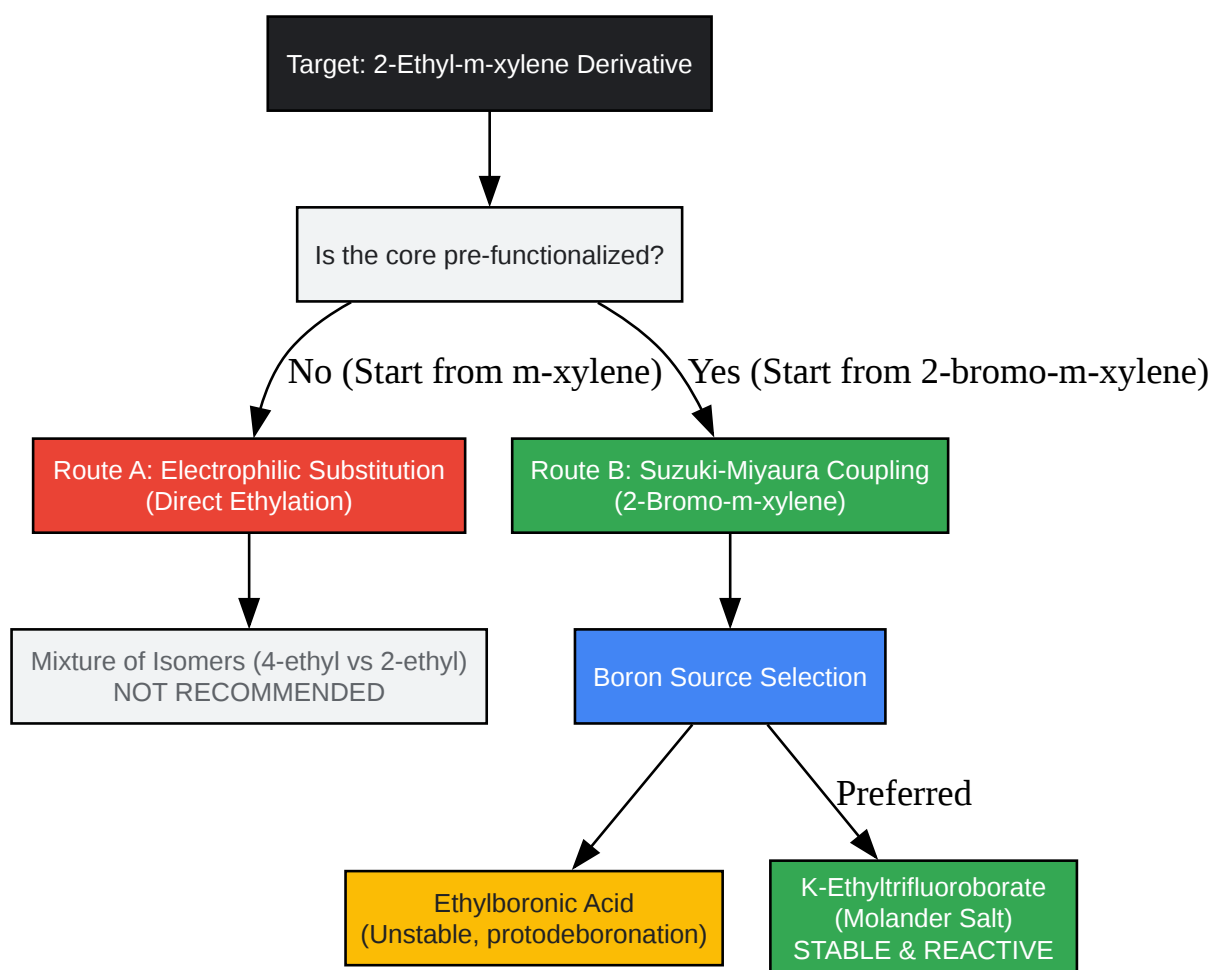 Target: 2-Ethyl-m-xylene Derivative
Is the core pre-functionalized?
No (Start from m-xylene)
Yes (Start from 2-bromo-m-xylene)
Route A: Electrophilic Substitution
(Direct Ethylation)
Route B: Suzuki-Miyaura Coupling
(2-Bromo-m-xylene)
Mixture of Isomers (4-ethyl vs 2-ethyl)
NOT RECOMMENDED
Boron Source Selection
Preferred
Ethylboronic Acid
(Unstable, protodeboronation)
K-Ethyltrifluoroborate
(Molander Salt)
STABLE & REACTIVE